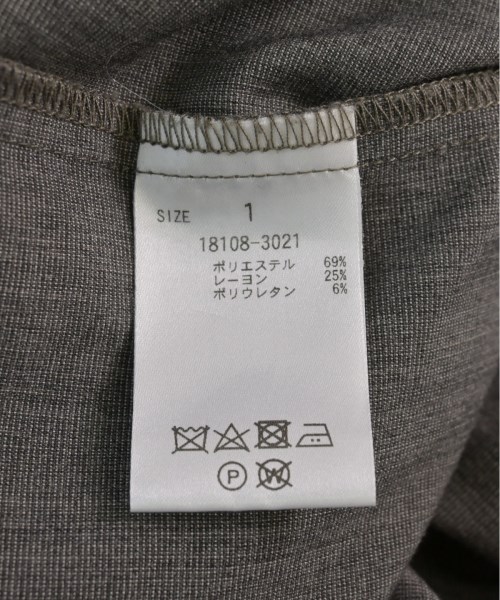 SIZE 1
18108-3021
ポリエステル 69%
レーヨン 25%
ポリウレタン 6%
P W